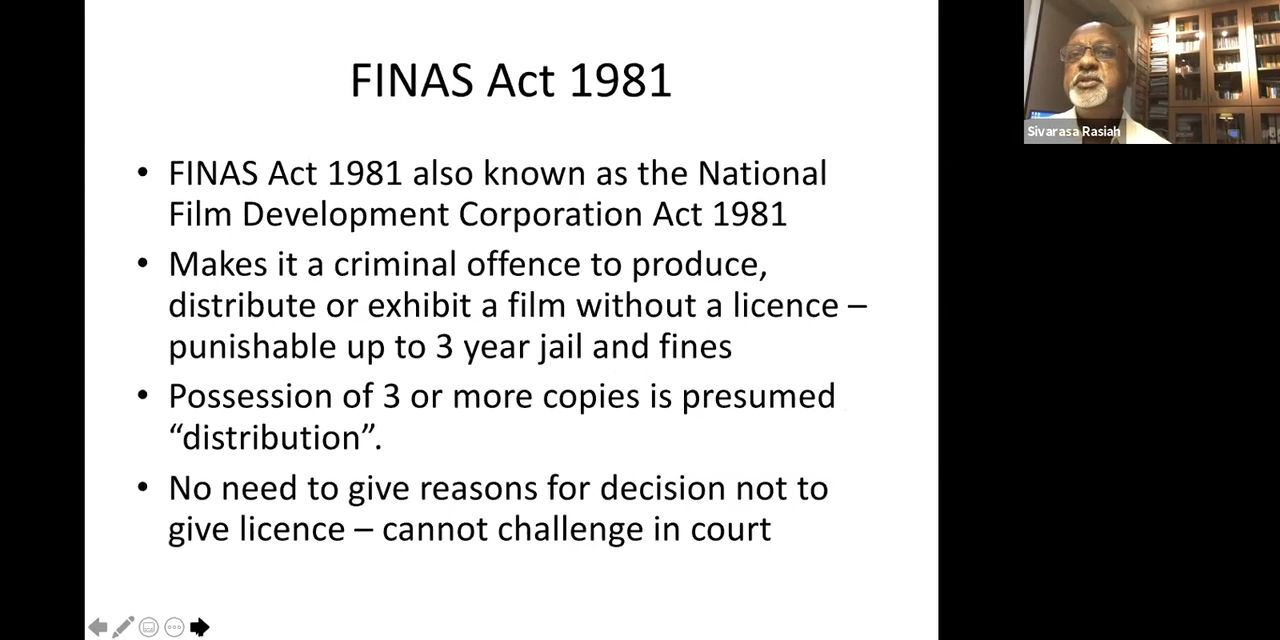 FINAS Act 1981
• FINAS Act 1981 also known as the National
Film Development Corporation Act 1981
• Makes it a criminal offence to produce,
distribute or exhibit a film without a licence –
punishable up to 3 year jail and fines
• Possession of 3 or more copies is presumed
“distribution”.
• No need to give reasons for decision not to
give licence – cannot challenge in court
Sivarasa Rasiah